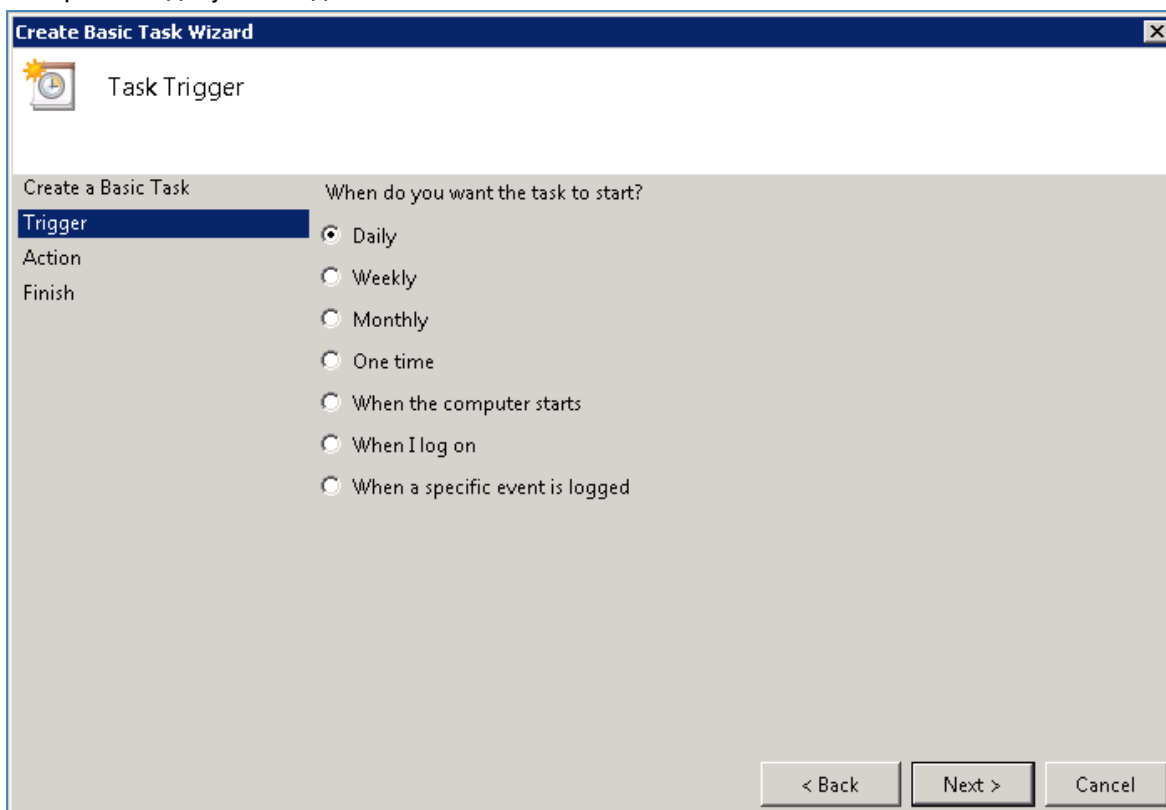 Create Basic Task Wizard
Task Trigger
Create a Basic Task
Trigger
Action
Finish
When do you want the task to start?
Daily
Weekly
Monthly
One time
When the computer starts
When I log on
When a specific event is logged
< Back
Next >
Cancel